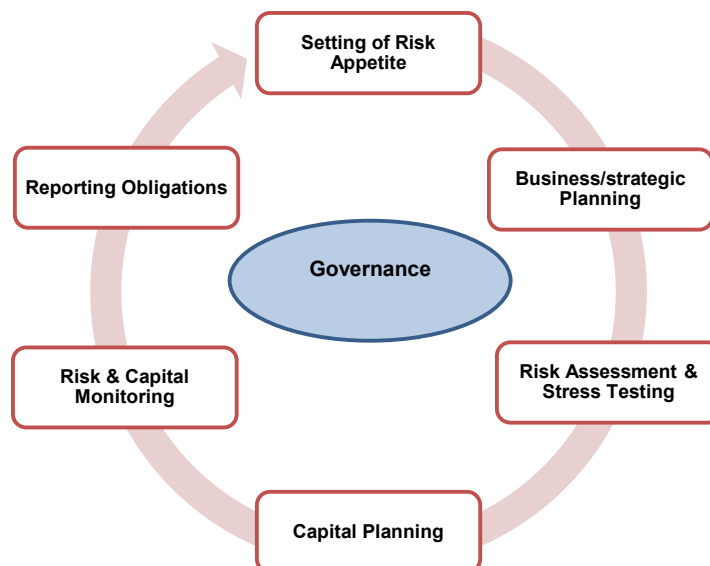 Setting of Risk
Appetite
Business/strategic
Planning
Risk Assessment &
Stress Testing
Capital Planning
Risk & Capital
Monitoring
Reporting Obligations
Governance